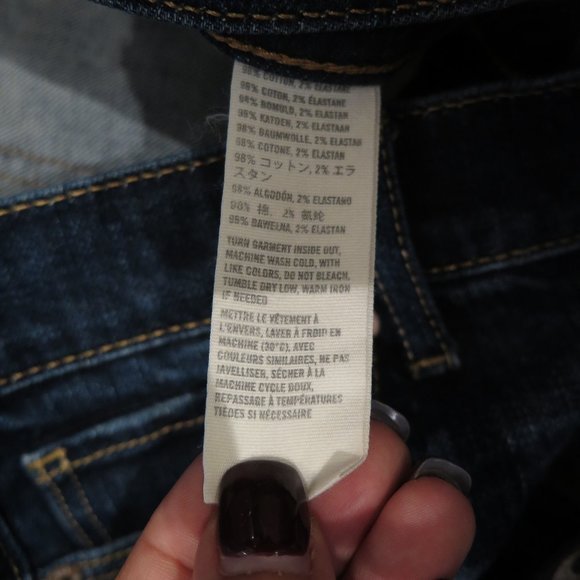 98% COTTON, 2% ELASTANE
98% COTON, 2% ELASTANE
98% BOMULD, 2% ELASTAN
98% KATOEN, 2% ELASTAAN
98% BAUMWOLLE, 2% ELASTAN
98% COTONE, 2% ELASTAN
98% コットン, 2% エラ
スタン
98% ALGODÓN, 2% ELASTANO
98% 棉, 2% 氨纶
98% BAWEŁNA, 2% ELASTAN
TURN GARMENT INSIDE OUT,
MACHINE WASH COLD, WITH
LIKE COLORS, DO NOT BLEACH,
TUMBLE DRY LOW, WARM IRON
IF NEEDED
METTRE LE VÊTEMENT À
L'ENVERS, LAVER À FROID EN
MACHINE (30°C), AVEC
COULEURS SIMILAIRES, NE PAS
JAVELLISER, SÉCHER À LA
MACHINE CYCLE DOUX,
REPASSAGE À TEMPÉRATURES
TIÈDES SI NÉCESSAIRE